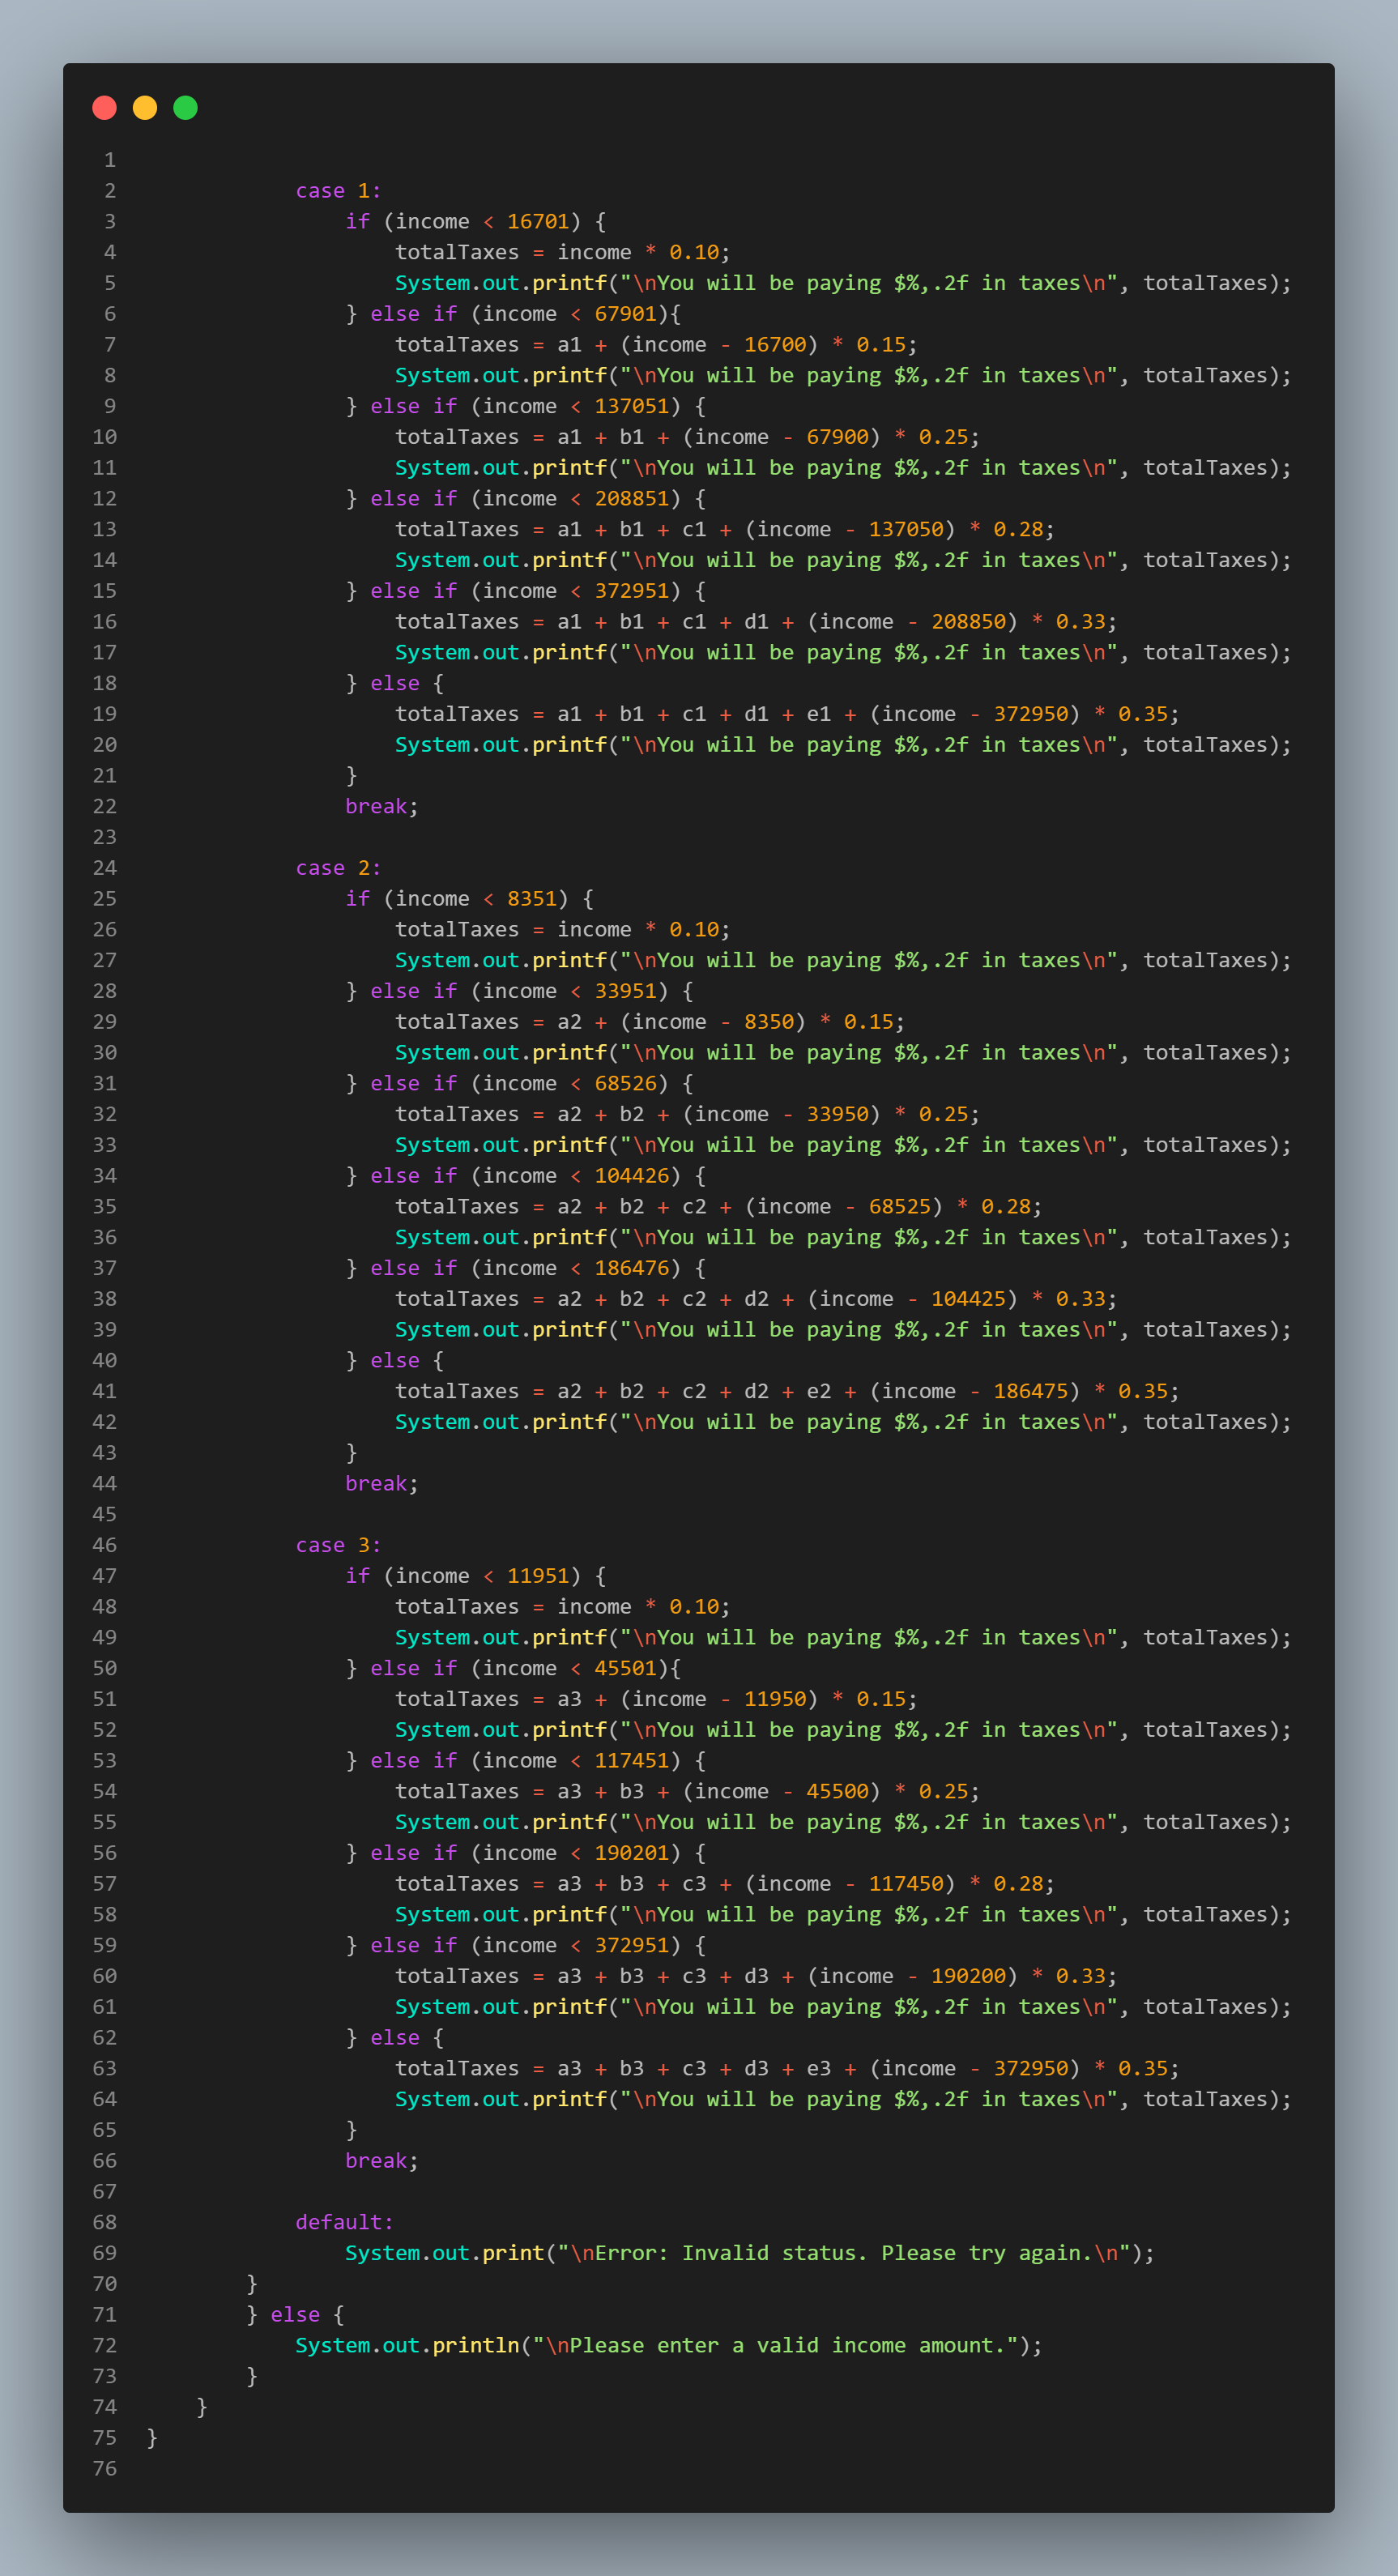 1
2 case 1:
3 if (income < 16701) {
4 totalTaxes = income * 0.10;
5 System.out.printf("\nYou will be paying $%,.2f in taxes\n", totalTaxes);
6 } else if (income < 67901){
7 totalTaxes = a1 + (income - 16700) * 0.15;
8 System.out.printf("\nYou will be paying $%,.2f in taxes\n", totalTaxes);
9 } else if (income < 137051) {
10 totalTaxes = a1 + b1 + (income - 67900) * 0.25;
11 System.out.printf("\nYou will be paying $%,.2f in taxes\n", totalTaxes);
12 } else if (income < 208851) {
13 totalTaxes = a1 + b1 + c1 + (income - 137050) * 0.28;
14 System.out.printf("\nYou will be paying $%,.2f in taxes\n", totalTaxes);
15 } else if (income < 372951) {
16 totalTaxes = a1 + b1 + c1 + d1 + (income - 208850) * 0.33;
17 System.out.printf("\nYou will be paying $%,.2f in taxes\n", totalTaxes);
18 } else {
19 totalTaxes = a1 + b1 + c1 + d1 + e1 + (income - 372950) * 0.35;
20 System.out.printf("\nYou will be paying $%,.2f in taxes\n", totalTaxes);
21 }
22 break;
23
24 case 2:
25 if (income < 8351) {
26 totalTaxes = income * 0.10;
27 System.out.printf("\nYou will be paying $%,.2f in taxes\n", totalTaxes);
28 } else if (income < 33951) {
29 totalTaxes = a2 + (income - 8350) * 0.15;
30 System.out.printf("\nYou will be paying $%,.2f in taxes\n", totalTaxes);
31 } else if (income < 68526) {
32 totalTaxes = a2 + b2 + (income - 33950) * 0.25;
33 System.out.printf("\nYou will be paying $%,.2f in taxes\n", totalTaxes);
34 } else if (income < 104426) {
35 totalTaxes = a2 + b2 + c2 + (income - 68525) * 0.28;
36 System.out.printf("\nYou will be paying $%,.2f in taxes\n", totalTaxes);
37 } else if (income < 186476) {
38 totalTaxes = a2 + b2 + c2 + d2 + (income - 104425) * 0.33;
39 System.out.printf("\nYou will be paying $%,.2f in taxes\n", totalTaxes);
40 } else {
41 totalTaxes = a2 + b2 + c2 + d2 + e2 + (income - 186475) * 0.35;
42 System.out.printf("\nYou will be paying $%,.2f in taxes\n", totalTaxes);
43 }
44 break;
45
46 case 3:
47 if (income < 11951) {
48 totalTaxes = income * 0.10;
49 System.out.printf("\nYou will be paying $%,.2f in taxes\n", totalTaxes);
50 } else if (income < 45501){
51 totalTaxes = a3 + (income - 11950) * 0.15;
52 System.out.printf("\nYou will be paying $%,.2f in taxes\n", totalTaxes);
53 } else if (income < 117451) {
54 totalTaxes = a3 + b3 + (income - 45500) * 0.25;
55 System.out.printf("\nYou will be paying $%,.2f in taxes\n", totalTaxes);
56 } else if (income < 190201) {
57 totalTaxes = a3 + b3 + c3 + (income - 117450) * 0.28;
58 System.out.printf("\nYou will be paying $%,.2f in taxes\n", totalTaxes);
59 } else if (income < 372951) {
60 totalTaxes = a3 + b3 + c3 + d3 + (income - 190200) * 0.33;
61 System.out.printf("\nYou will be paying $%,.2f in taxes\n", totalTaxes);
62 } else {
63 totalTaxes = a3 + b3 + c3 + d3 + e3 + (income - 372950) * 0.35;
64 System.out.printf("\nYou will be paying $%,.2f in taxes\n", totalTaxes);
65 }
66 break;
67
68 default:
69 System.out.print("\nError: Invalid status. Please try again.\n");
70 }
71 } else {
72 System.out.println("\nPlease enter a valid income amount.");
73 }
74 }
75 }
76